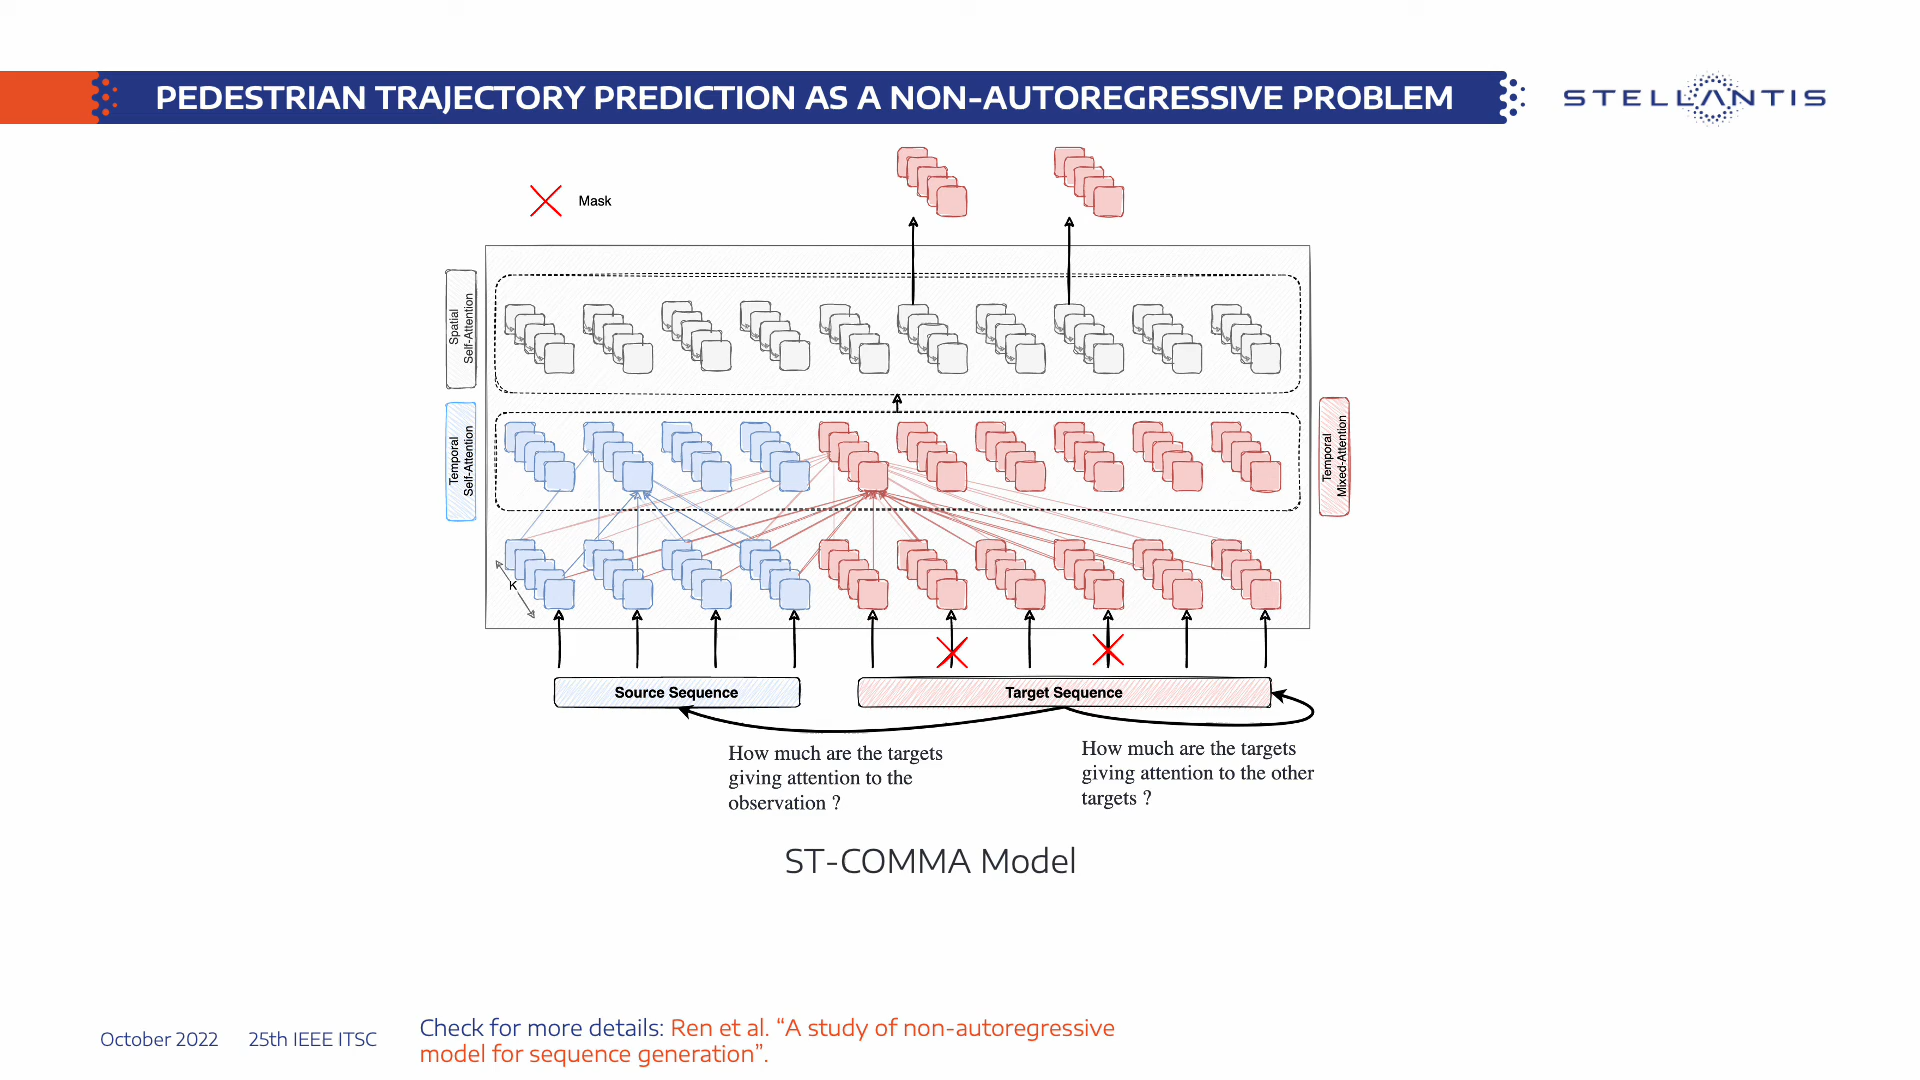 PEDESTRIAN TRAJECTORY PREDICTION AS A NON-AUTOREGRESSIVE PROBLEM
STELLANTIS
Mask
Spatial
Self-Attention
Temporal
Self-Attention
Temporal
Mixed-Attention
K
Source Sequence
Target Sequence
How much are the targets
giving attention to the
observation ?
How much are the targets
giving attention to the other
targets ?
ST-COMMA Model
October 2022
25th IEEE ITSC
Check for more details: Ren et al. “A study of non-autoregressive
model for sequence generation”.